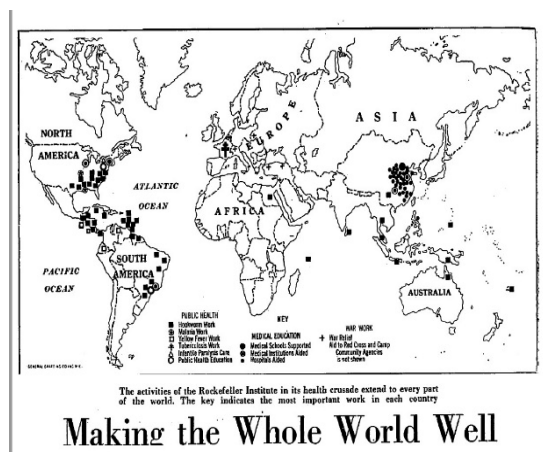 NORTH
AMERICA
ATLANTIC
OCEAN
PACIFIC
OCEAN
SOUTH
AMERICA
EUROPE
ASIA
AFRICA
AUSTRALIA
KEY
PUBLIC HEALTH
Hookworm Work
Malaria Work
Yellow Fever Work
Tuberculosis Work
Infantile Paralysis Care
Public Health Education
MEDICAL EDUCATION
Medical Schools Supported
Medical Institutions Aided
Hospitals Aided
WAR WORK
War Relief
Aid to Red Cross and Camp
Community Agencies
is not shown
The activities of the Rockefeller Institute in its health crusade extend to every part
of the world. The key indicates the most important work in each country
Making the Whole World Well